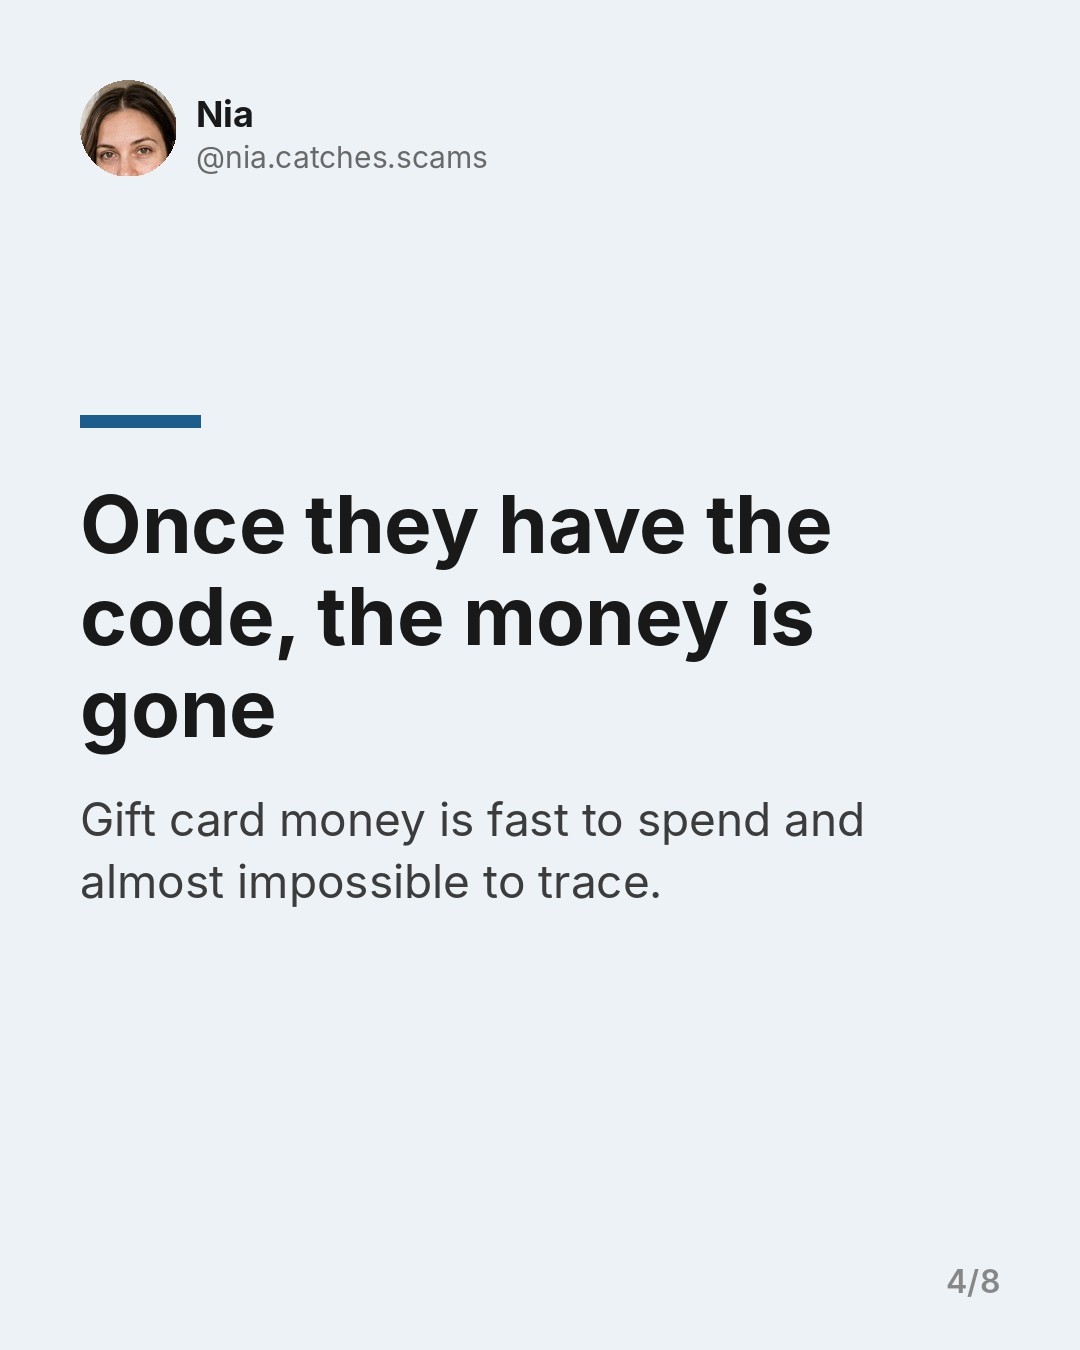 Nia
@nia.catches.scams
Once they have the
code, the money is
gone
Gift card money is fast to spend and
almost impossible to trace.
4/8